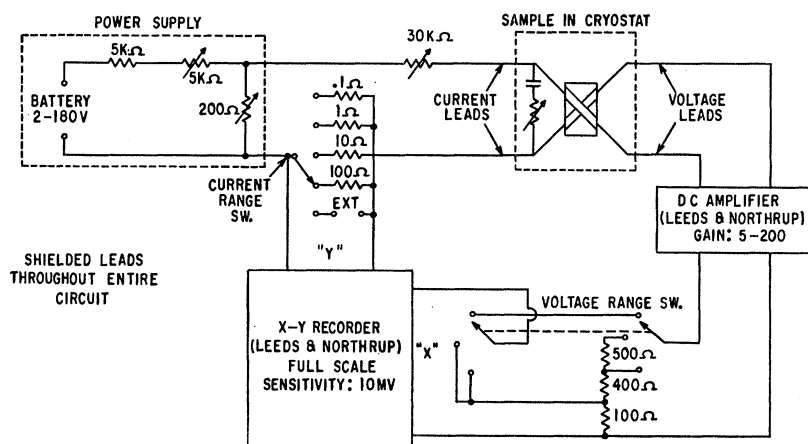 POWER SUPPLY
5KΩ
5KΩ
BATTERY
2-180V
200Ω
30KΩ
SAMPLE IN CRYOSTAT
CURRENT
LEADS
VOLTAGE
LEADS
.1Ω
1Ω
10Ω
100Ω
EXT
CURRENT
RANGE
SW.
"Y"
SHIELDED LEADS
THROUGHOUT ENTIRE
CIRCUIT
DC AMPLIFIER
(LEEDS & NORTHRUP)
GAIN: 5-200
X-Y RECORDER
(LEEDS & NORTHRUP)
FULL SCALE
SENSITIVITY: 10MV
"X"
VOLTAGE RANGE SW.
500Ω
400Ω
100Ω